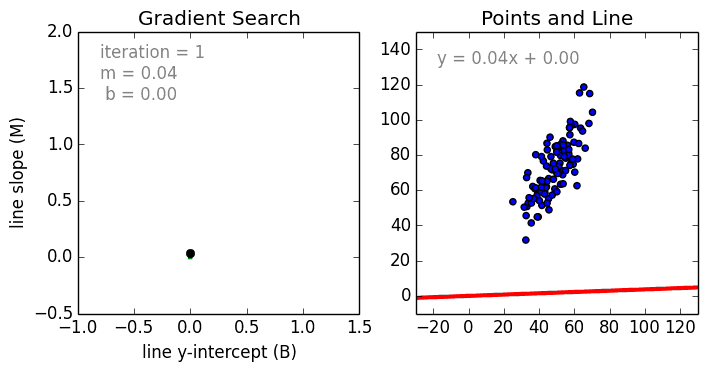 Gradient Search
2.0
1.5
1.0
0.5
0.0
−0.5
iteration = 1
m = 0.04
b = 0.00
line slope (M)
−1.0 −0.5 0.0 0.5 1.0 1.5
line y-intercept (B)
Points and Line
140
120
100
80
60
40
20
0
y = 0.04x + 0.00
−20 0 20 40 60 80 100 120